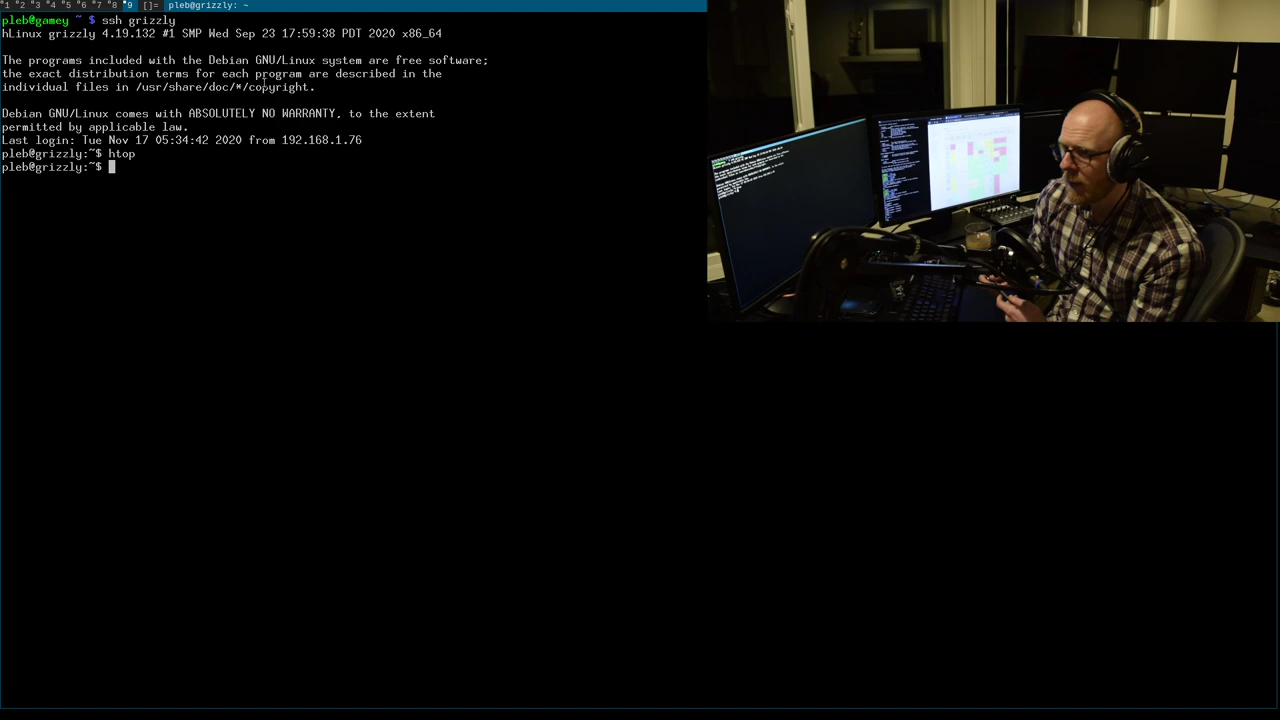 1 2 3 4 5 6 7 8 9 []= pleb@grizzly: ~
pleb@gamey ~ $ ssh grizzly
hLinux grizzly 4.19.132 #1 SMP Wed Sep 23 17:59:38 PDT 2020 x86_64
The programs included with the Debian GNU/Linux system are free software;
the exact distribution terms for each program are described in the
individual files in /usr/share/doc/*/copyright.
Debian GNU/Linux comes with ABSOLUTELY NO WARRANTY, to the extent
permitted by applicable law.
Last login: Tue Nov 17 05:34:42 2020 from 192.168.1.76
pleb@grizzly:~$ htop
pleb@grizzly:~$